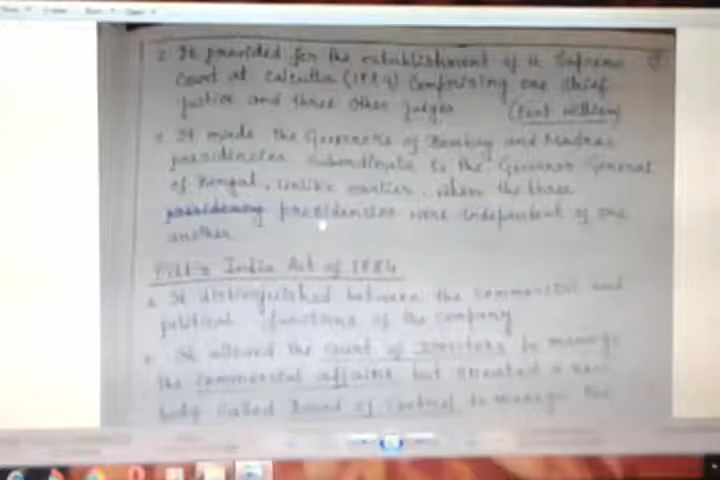 2. It provided for the establishment of a Supreme
Court at Calcutta (1774) comprising one chief
justice and three other judges (Fort William)
It made the Governors of Bombay and Madras
presidencies subordinate to the Governor General
of Bengal, unlike earlier, when the three
presidency presidencies were independent of one
another
Pitt's India Act of 1884
It distinguished between the commercial and
political functions of the company
It allowed the court of Directors to manage
the commercial affairs but created a new
body called Board of Control to manage the